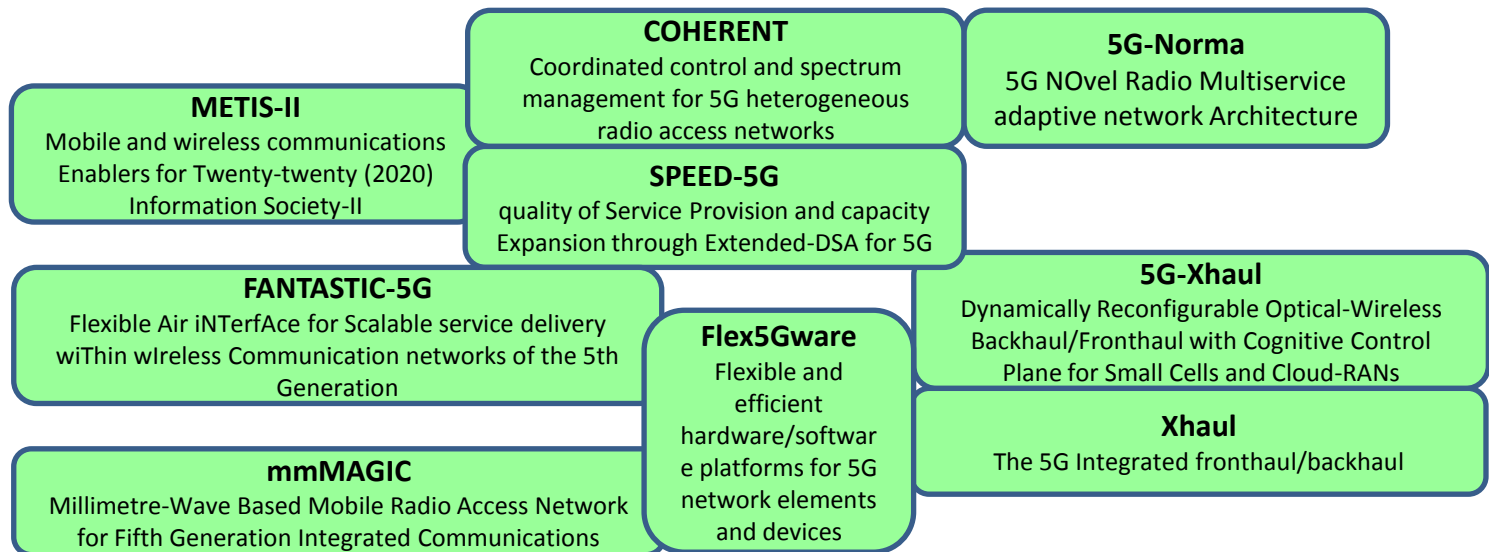 COHERENT
Coordinated control and spectrum
management for 5G heterogeneous
radio access networks
5G-Norma
5G NOvel Radio Multiservice
adaptive network Architecture
METIS-II
Mobile and wireless communications
Enablers for Twenty-twenty (2020)
Information Society-II
SPEED-5G
quality of Service Provision and capacity
Expansion through Extended-DSA for 5G
FANTASTIC-5G
Flexible Air iNTerfAce for Scalable service delivery
wiThin wIreless Communication networks of the 5th
Generation
Flex5Gware
Flexible and
efficient
hardware/softwar
e platforms for 5G
network elements
and devices
5G-Xhaul
Dynamically Reconfigurable Optical-Wireless
Backhaul/Fronthaul with Cognitive Control
Plane for Small Cells and Cloud-RANs
Xhaul
The 5G Integrated fronthaul/backhaul
mmMAGIC
Millimetre-Wave Based Mobile Radio Access Network
for Fifth Generation Integrated Communications